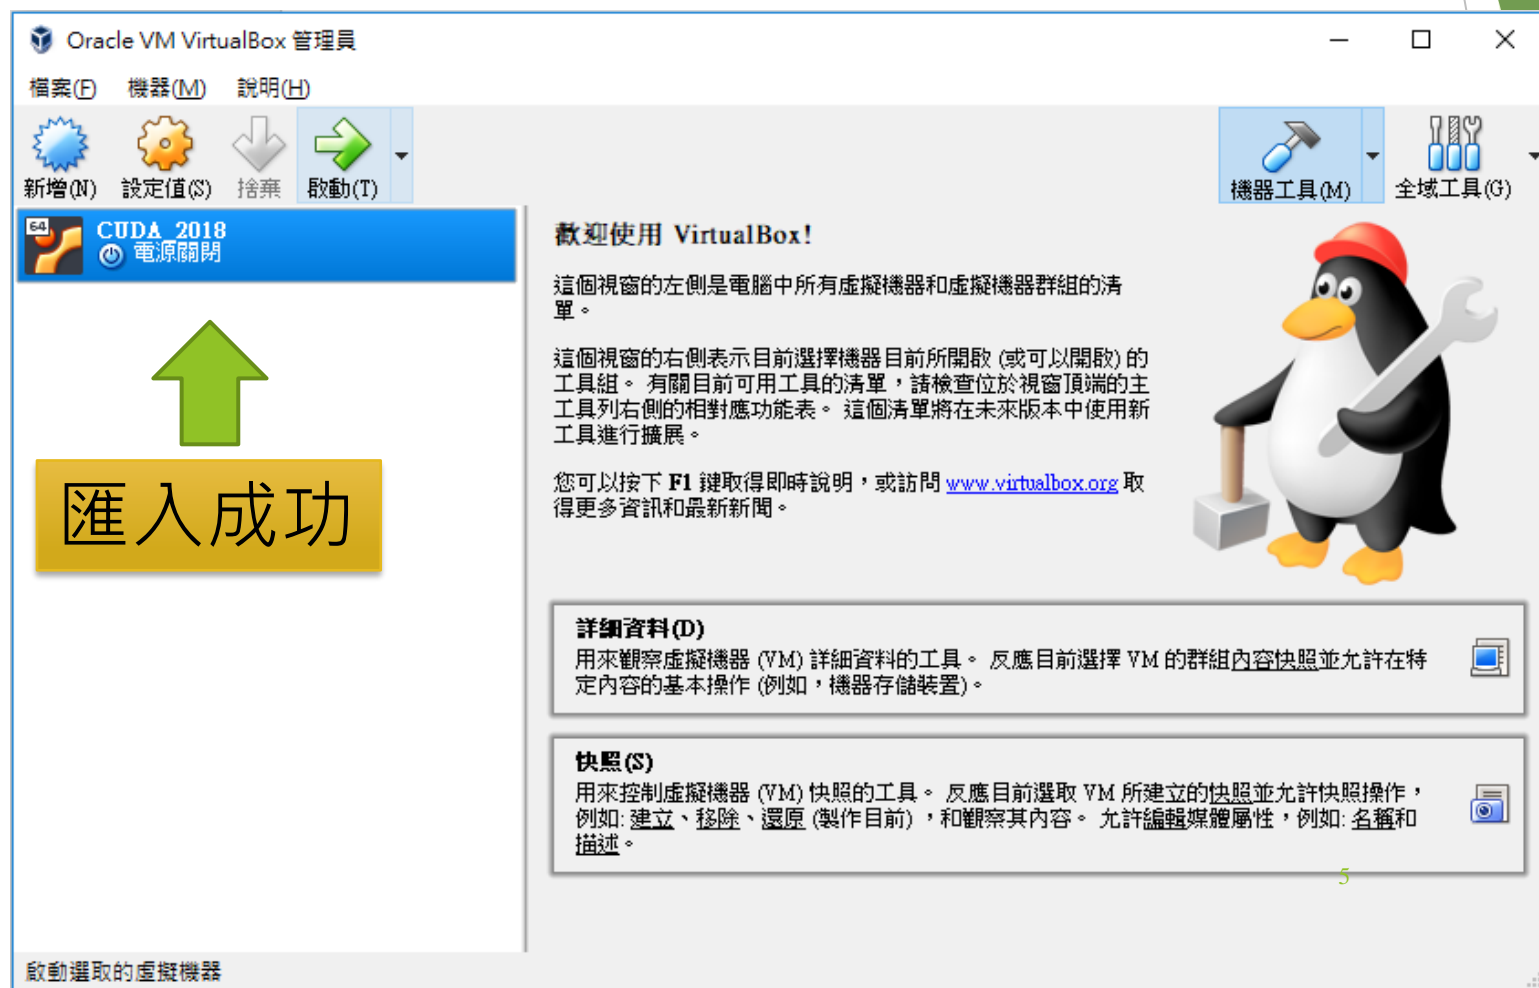 Oracle VM VirtualBox 管理員
檔案(F) 機器(M) 說明(H)
新增(N) 設定值(S) 捨棄 啟動(T) 機器工具(M) 全域工具(G)
64
CUDA_2018
電源關閉
匯入成功
歡迎使用 VirtualBox!
這個視窗的左側是電腦中所有虛擬機器和虛擬機器群組的清
單。
這個視窗的右側表示目前選擇機器目前所開啟 (或可以開啟) 的
工具組。 有關目前可用工具的清單，請檢查位於視窗頂端的主
工具列右側的相對應功能表。 這個清單將在未來版本中使用新
工具進行擴展。
您可以按下 F1 鍵取得即時說明，或訪問 www.virtualbox.org 取
得更多資訊和最新新聞。
詳細資料(D)
用來觀察虛擬機器 (VM) 詳細資料的工具。 反應目前選擇 VM 的群組內容快照並允許在特
定內容的基本操作 (例如，機器存儲裝置)。
快照(S)
用來控制虛擬機器 (VM) 快照的工具。 反應目前選取 VM 所建立的快照並允許快照操作，
例如: 建立、移除、還原 (製作目前) ，和觀察其內容。 允許編輯媒體屬性，例如: 名稱和
描述。
5
啟動選取的虛擬機器